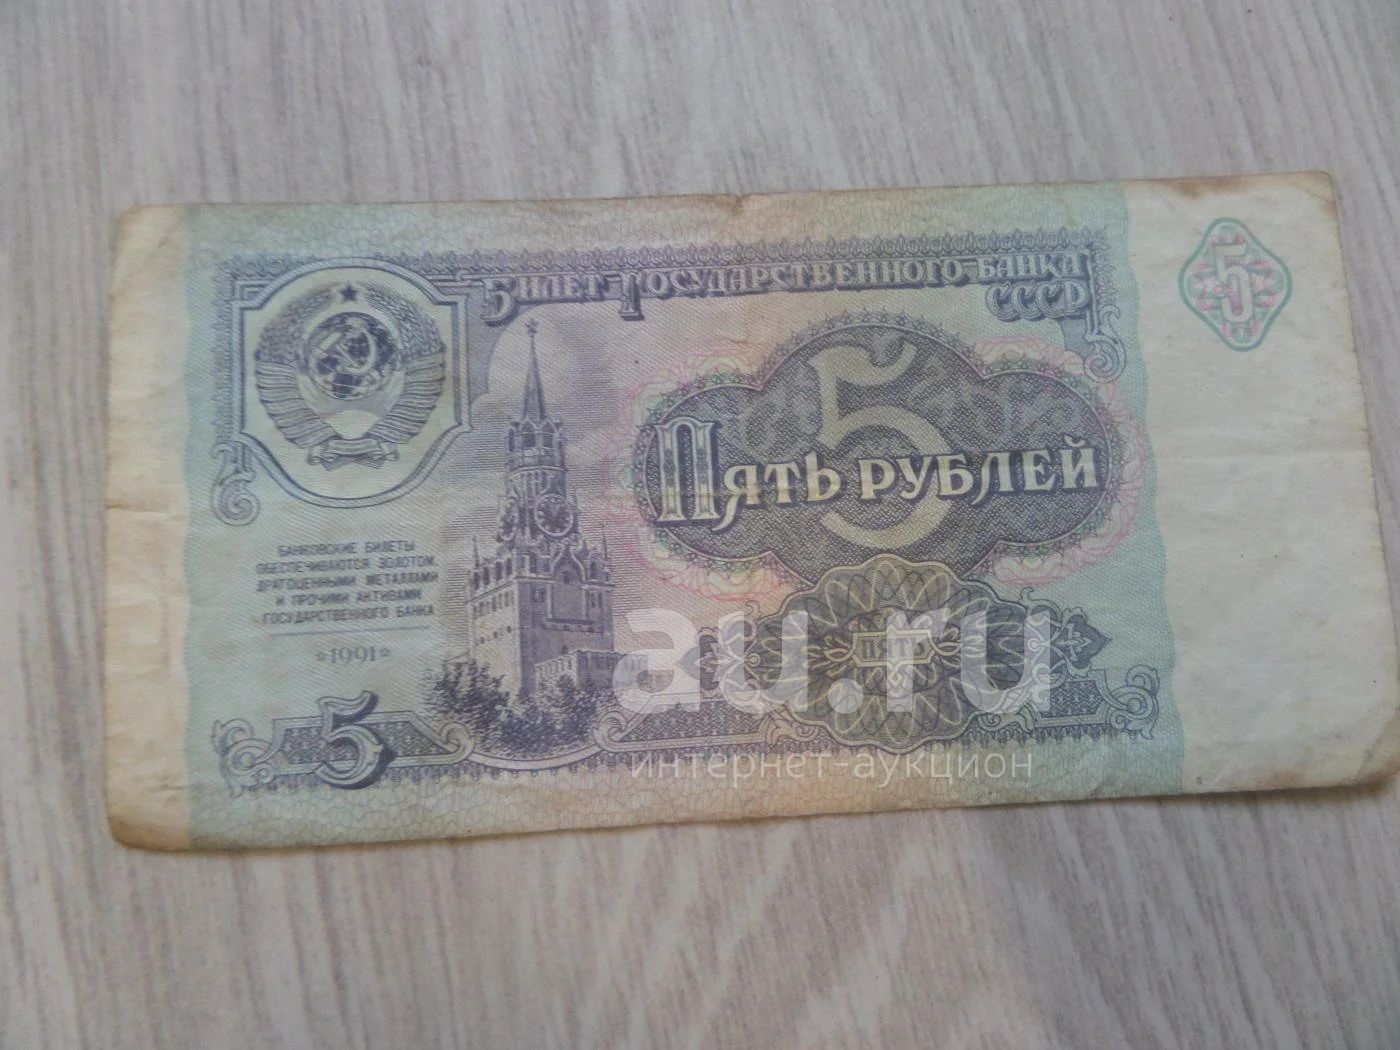 Билет Государственного Банка
СССР
5
5
Пять рублей
Банковские билеты
обеспечиваются золотом,
драгоценными металлами
и прочими активами
Государственного банка
*1991*
ПЯТЬ
5
au.ru
интернет-аукцион